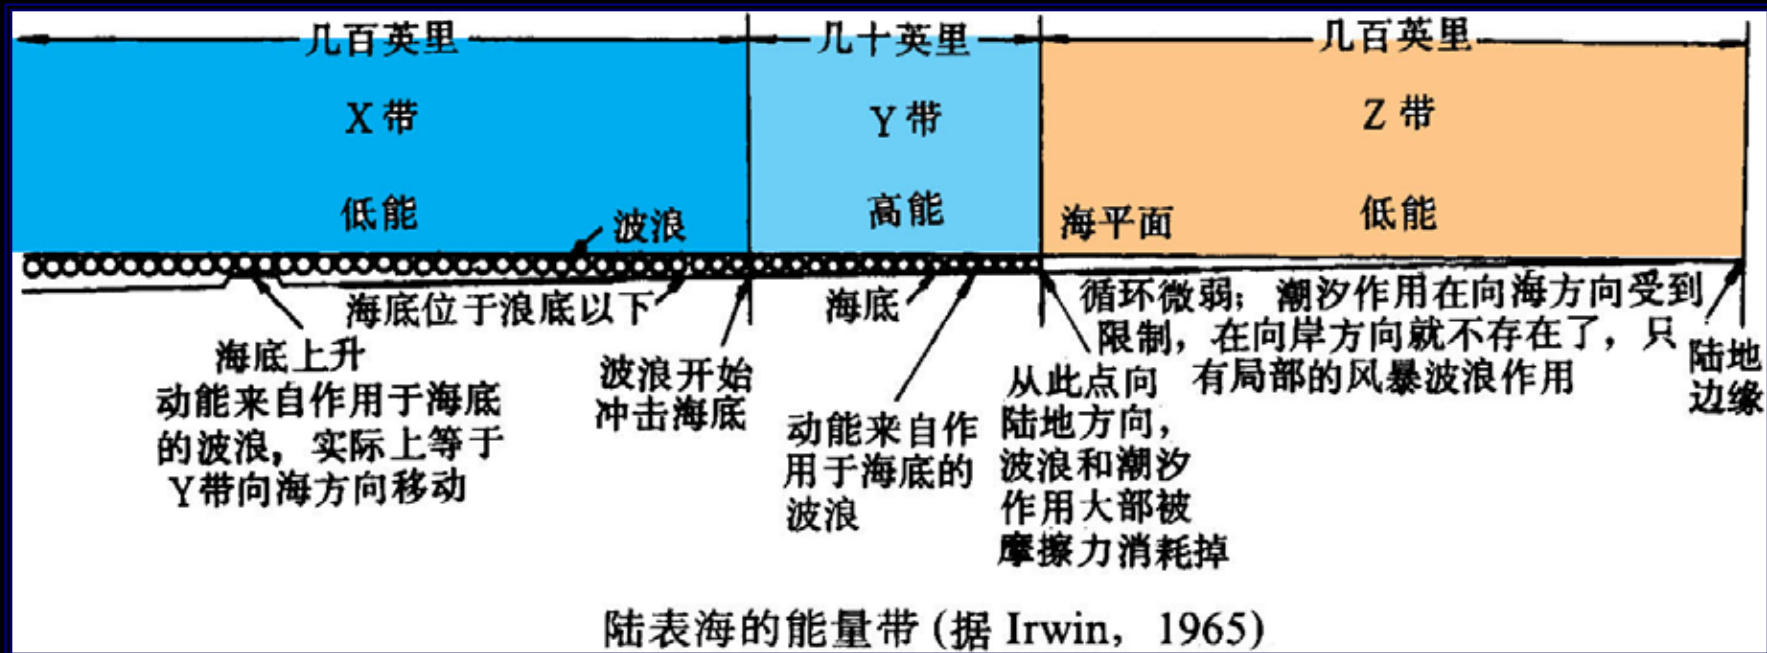 几百英里
几十英里
几百英里
X 带
Y 带
Z 带
低能
高能
低能
波浪
海平面
海底位于浪底以下
海底
循环微弱；潮汐作用在向海方向受到
限制，在向岸方向就不存在了，只
有局部的风暴波浪作用
海底上升
动能来自作用于海底
的波浪，实际上等于
Y带向海方向移动
波浪开始
冲击海底
动能来自作
用于海底的
波浪
从此点向
陆地方向，
波浪和潮汐
作用大部被
摩擦力消耗掉
陆地
边缘
陆表海的能量带 (据 Irwin，1965)